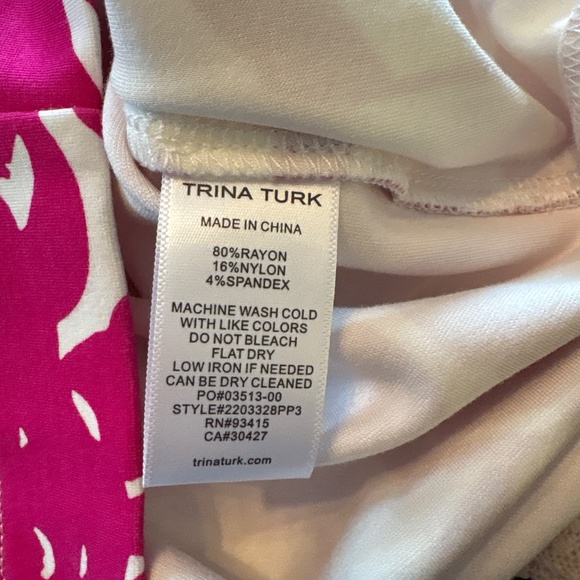 TRINA TURK
MADE IN CHINA
80%RAYON
16%NYLON
4%SPANDEX
MACHINE WASH COLD
WITH LIKE COLORS
DO NOT BLEACH
FLAT DRY
LOW IRON IF NEEDED
CAN BE DRY CLEANED
PO#03513-00
STYLE#2203328PP3
RN#93415
CA#30427
trinaturk.com